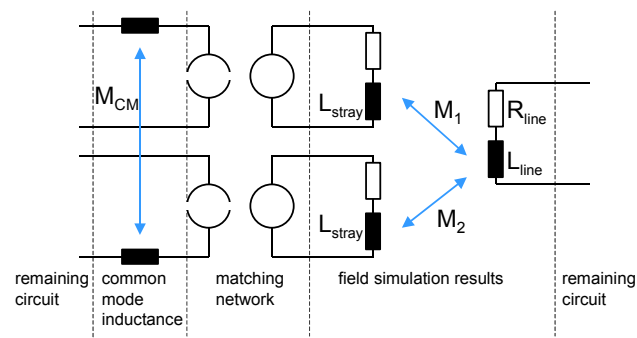 M_CM
L_stray
M_1
R_line
L_line
L_stray
M_2
remaining
circuit
common
mode
inductance
matching
network
field simulation results
remaining
circuit